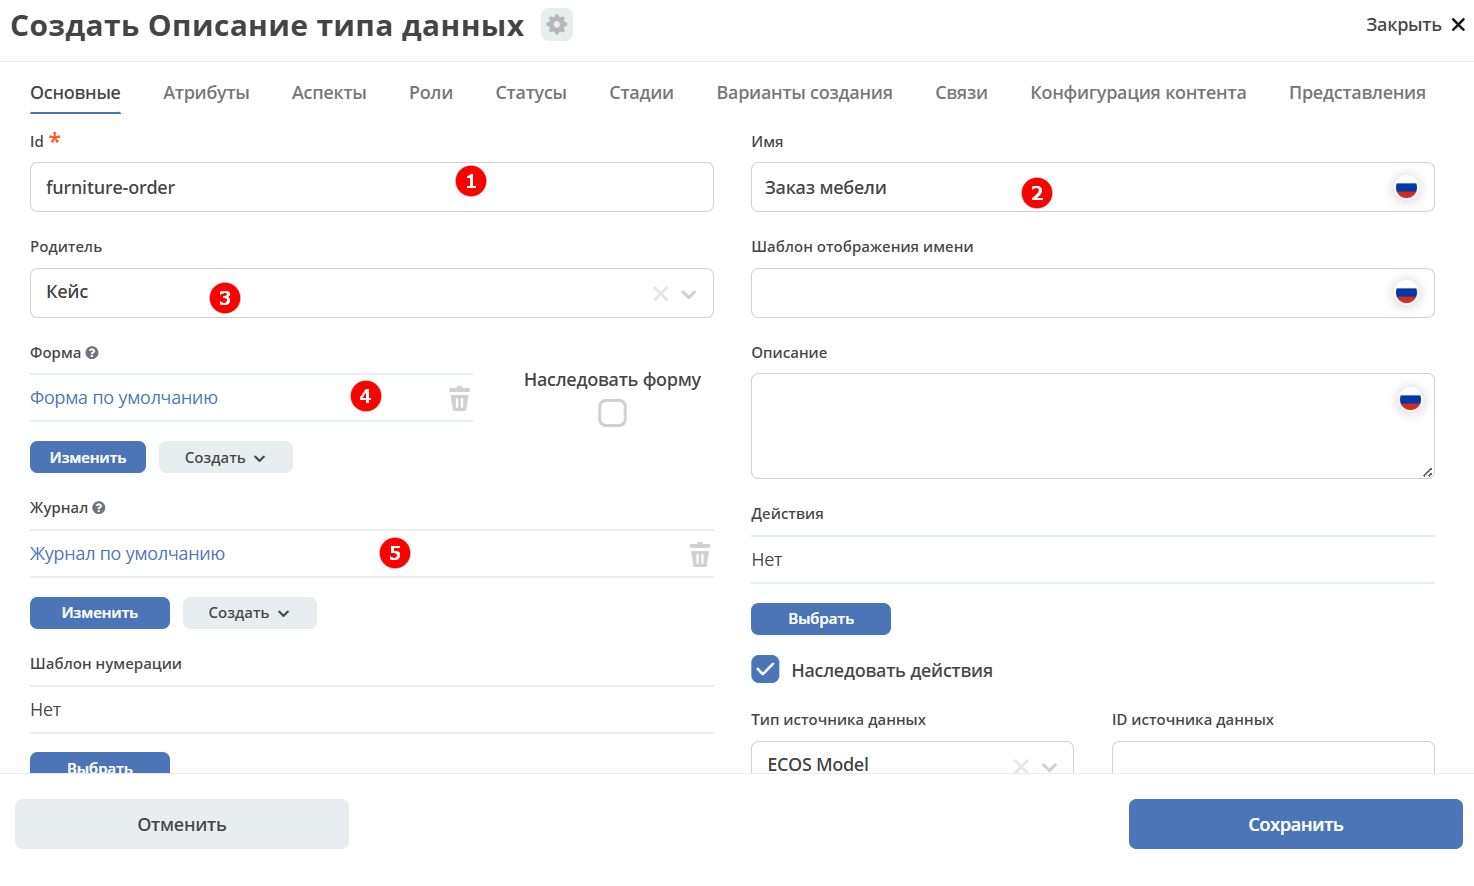 Создать Описание типа данных
Закрыть
Основные Атрибуты Аспекты Роли Статусы Стадии Варианты создания Связи Конфигурация контента Представления
Id *
Имя
furniture-order 1
Заказ мебели 2
Родитель
Шаблон отображения имени
Кейс 3
Форма ?
Наследовать форму
Описание
Форма по умолчанию 4
Изменить Создать
Журнал ?
Действия
Журнал по умолчанию 5
Нет
Изменить Создать
Выбрать
Шаблон нумерации
Наследовать действия
Нет
Тип источника данных
ID источника данных
Выбрать
ECOS Model
Отменить
Сохранить